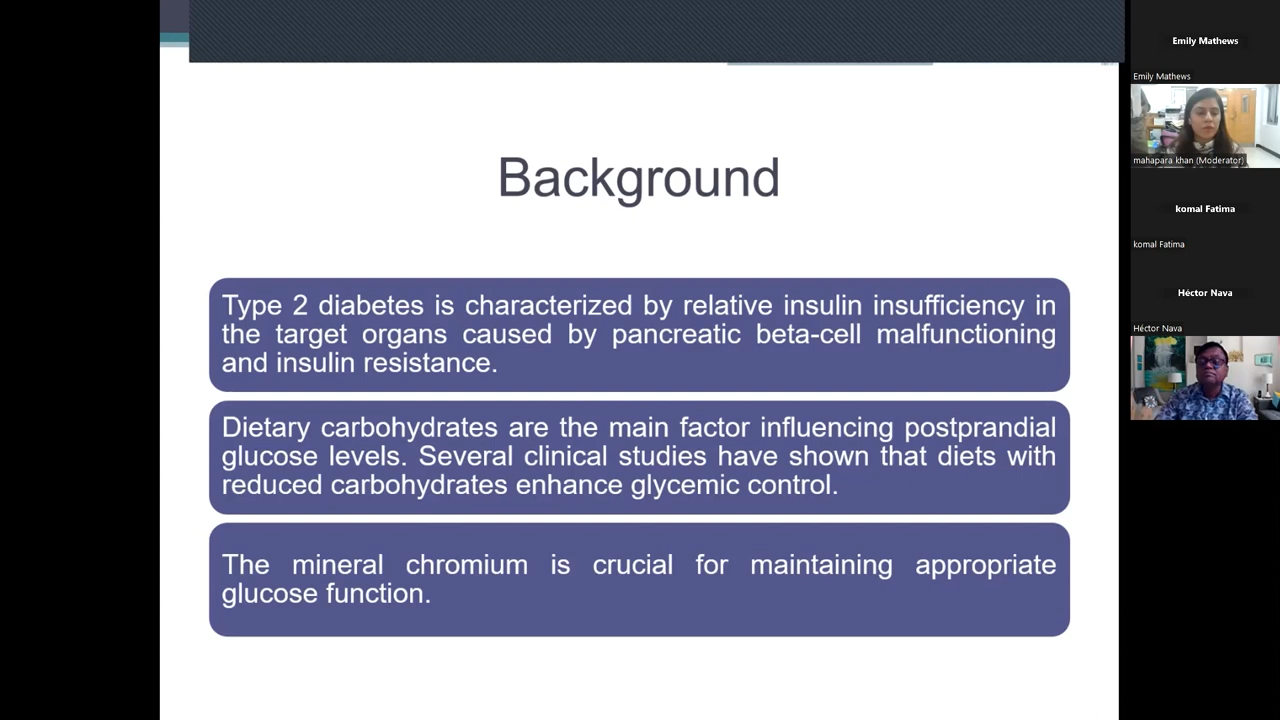 Background
Type 2 diabetes is characterized by relative insulin insufficiency in
the target organs caused by pancreatic beta-cell malfunctioning
and insulin resistance.
Dietary carbohydrates are the main factor influencing postprandial
glucose levels. Several clinical studies have shown that diets with
reduced carbohydrates enhance glycemic control.
The mineral chromium is crucial for maintaining appropriate
glucose function.
Emily Mathews
Emily Mathews
mahapara khan (Moderator)
komal Fatima
komal Fatima
Héctor Nava
Héctor Nava